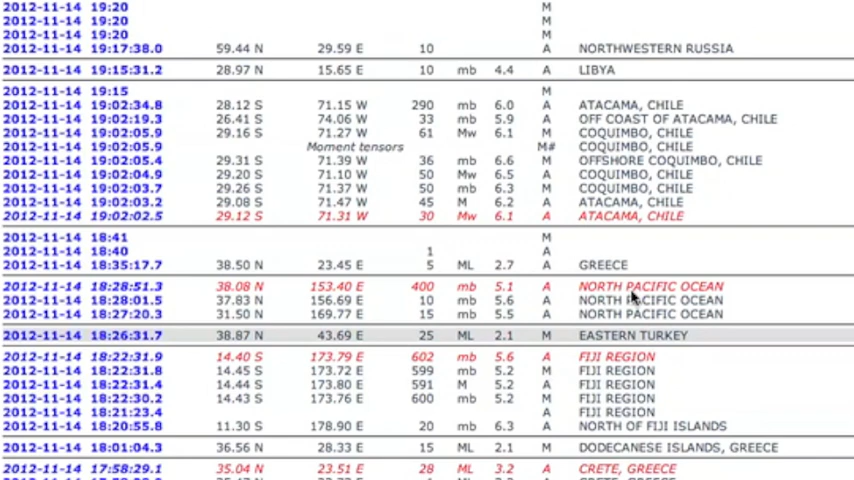 2012-11-14 19:20 M
2012-11-14 19:20 M
2012-11-14 19:20 M
2012-11-14 19:17:38.0 59.44 N 29.59 E 10 A NORTHWESTERN RUSSIA
2012-11-14 19:15:31.2 28.97 N 15.65 E 10 mb 4.4 A LIBYA
2012-11-14 19:15 M
2012-11-14 19:02:34.8 28.12 S 71.15 W 290 mb 6.0 A ATACAMA, CHILE
2012-11-14 19:02:19.3 26.41 S 74.06 W 33 mb 5.9 A OFF COAST OF ATACAMA, CHILE
2012-11-14 19:02:05.9 29.16 S 71.27 W 61 Mw 6.1 M COQUIMBO, CHILE
2012-11-14 19:02:05.9 Moment tensors M# COQUIMBO, CHILE
2012-11-14 19:02:05.4 29.31 S 71.39 W 36 mb 6.6 M OFFSHORE COQUIMBO, CHILE
2012-11-14 19:02:04.9 29.20 S 71.10 W 50 Mw 6.5 A COQUIMBO, CHILE
2012-11-14 19:02:03.7 29.26 S 71.37 W 50 mb 6.3 M COQUIMBO, CHILE
2012-11-14 19:02:03.2 29.08 S 71.47 W 45 M 6.2 A ATACAMA, CHILE
2012-11-14 19:02:02.5 29.12 S 71.31 W 30 Mw 6.1 A ATACAMA, CHILE
2012-11-14 18:41 M
2012-11-14 18:40 1 A
2012-11-14 18:35:17.7 38.50 N 23.45 E 5 ML 2.7 A GREECE
2012-11-14 18:28:51.3 38.08 N 153.40 E 400 mb 5.1 A NORTH PACIFIC OCEAN
2012-11-14 18:28:01.5 37.83 N 156.69 E 10 mb 5.6 A NORTH PACIFIC OCEAN
2012-11-14 18:27:20.3 31.50 N 169.77 E 15 mb 5.5 A NORTH PACIFIC OCEAN
2012-11-14 18:26:31.7 38.87 N 43.69 E 25 ML 2.1 M EASTERN TURKEY
2012-11-14 18:22:31.9 14.40 S 173.79 E 602 mb 5.6 A FIJI REGION
2012-11-14 18:22:31.8 14.45 S 173.72 E 599 mb 5.2 M FIJI REGION
2012-11-14 18:22:31.4 14.44 S 173.80 E 591 M 5.2 A FIJI REGION
2012-11-14 18:22:30.2 14.43 S 173.76 E 600 mb 5.2 M FIJI REGION
2012-11-14 18:21:23.4 A FIJI REGION
2012-11-14 18:20:55.8 11.30 S 178.90 E 20 mb 6.3 A NORTH OF FIJI ISLANDS
2012-11-14 18:01:04.3 36.56 N 28.33 E 15 ML 2.1 M DODECANESE ISLANDS, GREECE
2012-11-14 17:58:29.1 35.04 N 23.51 E 28 ML 3.2 A CRETE, GREECE